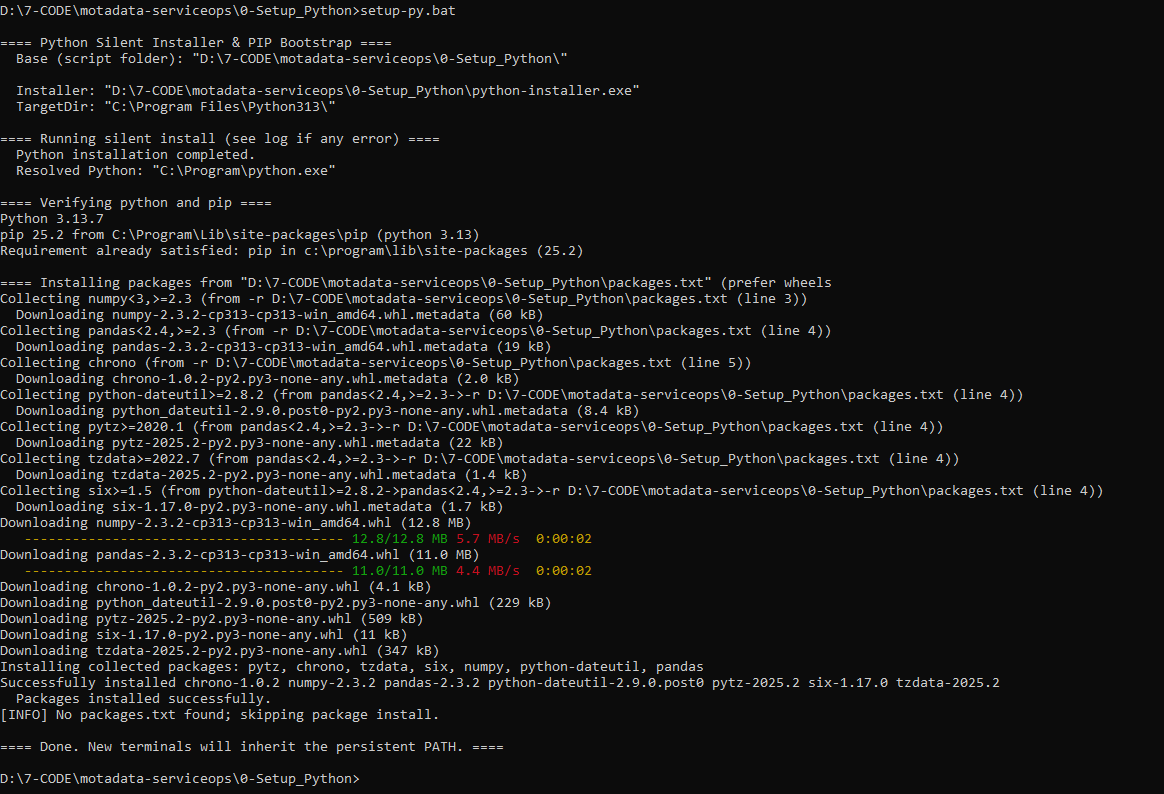 D:\7-CODE\motadata-serviceops\0-Setup_Python>setup-py.bat
==== Python Silent Installer & PIP Bootstrap ====
Base (script folder): "D:\7-CODE\motadata-serviceops\0-Setup_Python\"
Installer: "D:\7-CODE\motadata-serviceops\0-Setup_Python\python-installer.exe"
TargetDir: "C:\Program Files\Python313\"
==== Running silent install (see log if any error) ====
Python installation completed.
Resolved Python: "C:\Program\python.exe"
==== Verifying python and pip ====
Python 3.13.7
pip 25.2 from C:\Program\Lib\site-packages\pip (python 3.13)
Requirement already satisfied: pip in c:\program\lib\site-packages (25.2)
==== Installing packages from "D:\7-CODE\motadata-serviceops\0-Setup_Python\packages.txt" (prefer wheels
Collecting numpy<3,>=2.3 (from -r D:\7-CODE\motadata-serviceops\0-Setup_Python\packages.txt (line 3))
Downloading numpy-2.3.2-cp313-cp313-win_amd64.whl.metadata (60 kB)
Collecting pandas<2.4,>=2.3 (from -r D:\7-CODE\motadata-serviceops\0-Setup_Python\packages.txt (line 4))
Downloading pandas-2.3.2-cp313-cp313-win_amd64.whl.metadata (19 kB)
Collecting chrono (from -r D:\7-CODE\motadata-serviceops\0-Setup_Python\packages.txt (line 5))
Downloading chrono-1.0.2-py2.py3-none-any.whl.metadata (2.0 kB)
Collecting python-dateutil>=2.8.2 (from pandas<2.4,>=2.3->-r D:\7-CODE\motadata-serviceops\0-Setup_Python\packages.txt (line 4))
Downloading python_dateutil-2.9.0.post0-py2.py3-none-any.whl.metadata (8.4 kB)
Collecting pytz>=2020.1 (from pandas<2.4,>=2.3->-r D:\7-CODE\motadata-serviceops\0-Setup_Python\packages.txt (line 4))
Downloading pytz-2025.2-py2.py3-none-any.whl.metadata (22 kB)
Collecting tzdata>=2022.7 (from pandas<2.4,>=2.3->-r D:\7-CODE\motadata-serviceops\0-Setup_Python\packages.txt (line 4))
Downloading tzdata-2025.2-py2.py3-none-any.whl.metadata (1.4 kB)
Collecting six>=1.5 (from python-dateutil>=2.8.2->pandas<2.4,>=2.3->-r D:\7-CODE\motadata-serviceops\0-Setup_Python\packages.txt (line 4))
Downloading six-1.17.0-py2.py3-none-any.whl.metadata (1.7 kB)
Downloading numpy-2.3.2-cp313-cp313-win_amd64.whl (12.8 MB)
---------------------------------------- 12.8/12.8 MB 5.7 MB/s  0:00:02
Downloading pandas-2.3.2-cp313-cp313-win_amd64.whl (11.0 MB)
---------------------------------------- 11.0/11.0 MB 4.4 MB/s  0:00:02
Downloading chrono-1.0.2-py2.py3-none-any.whl (4.1 kB)
Downloading python_dateutil-2.9.0.post0-py2.py3-none-any.whl (229 kB)
Downloading pytz-2025.2-py2.py3-none-any.whl (509 kB)
Downloading six-1.17.0-py2.py3-none-any.whl (11 kB)
Downloading tzdata-2025.2-py2.py3-none-any.whl (347 kB)
Installing collected packages: pytz, chrono, tzdata, six, numpy, python-dateutil, pandas
Successfully installed chrono-1.0.2 numpy-2.3.2 pandas-2.3.2 python-dateutil-2.9.0.post0 pytz-2025.2 six-1.17.0 tzdata-2025.2
Packages installed successfully.
[INFO] No packages.txt found; skipping package install.
==== Done. New terminals will inherit the persistent PATH. ====
D:\7-CODE\motadata-serviceops\0-Setup_Python>